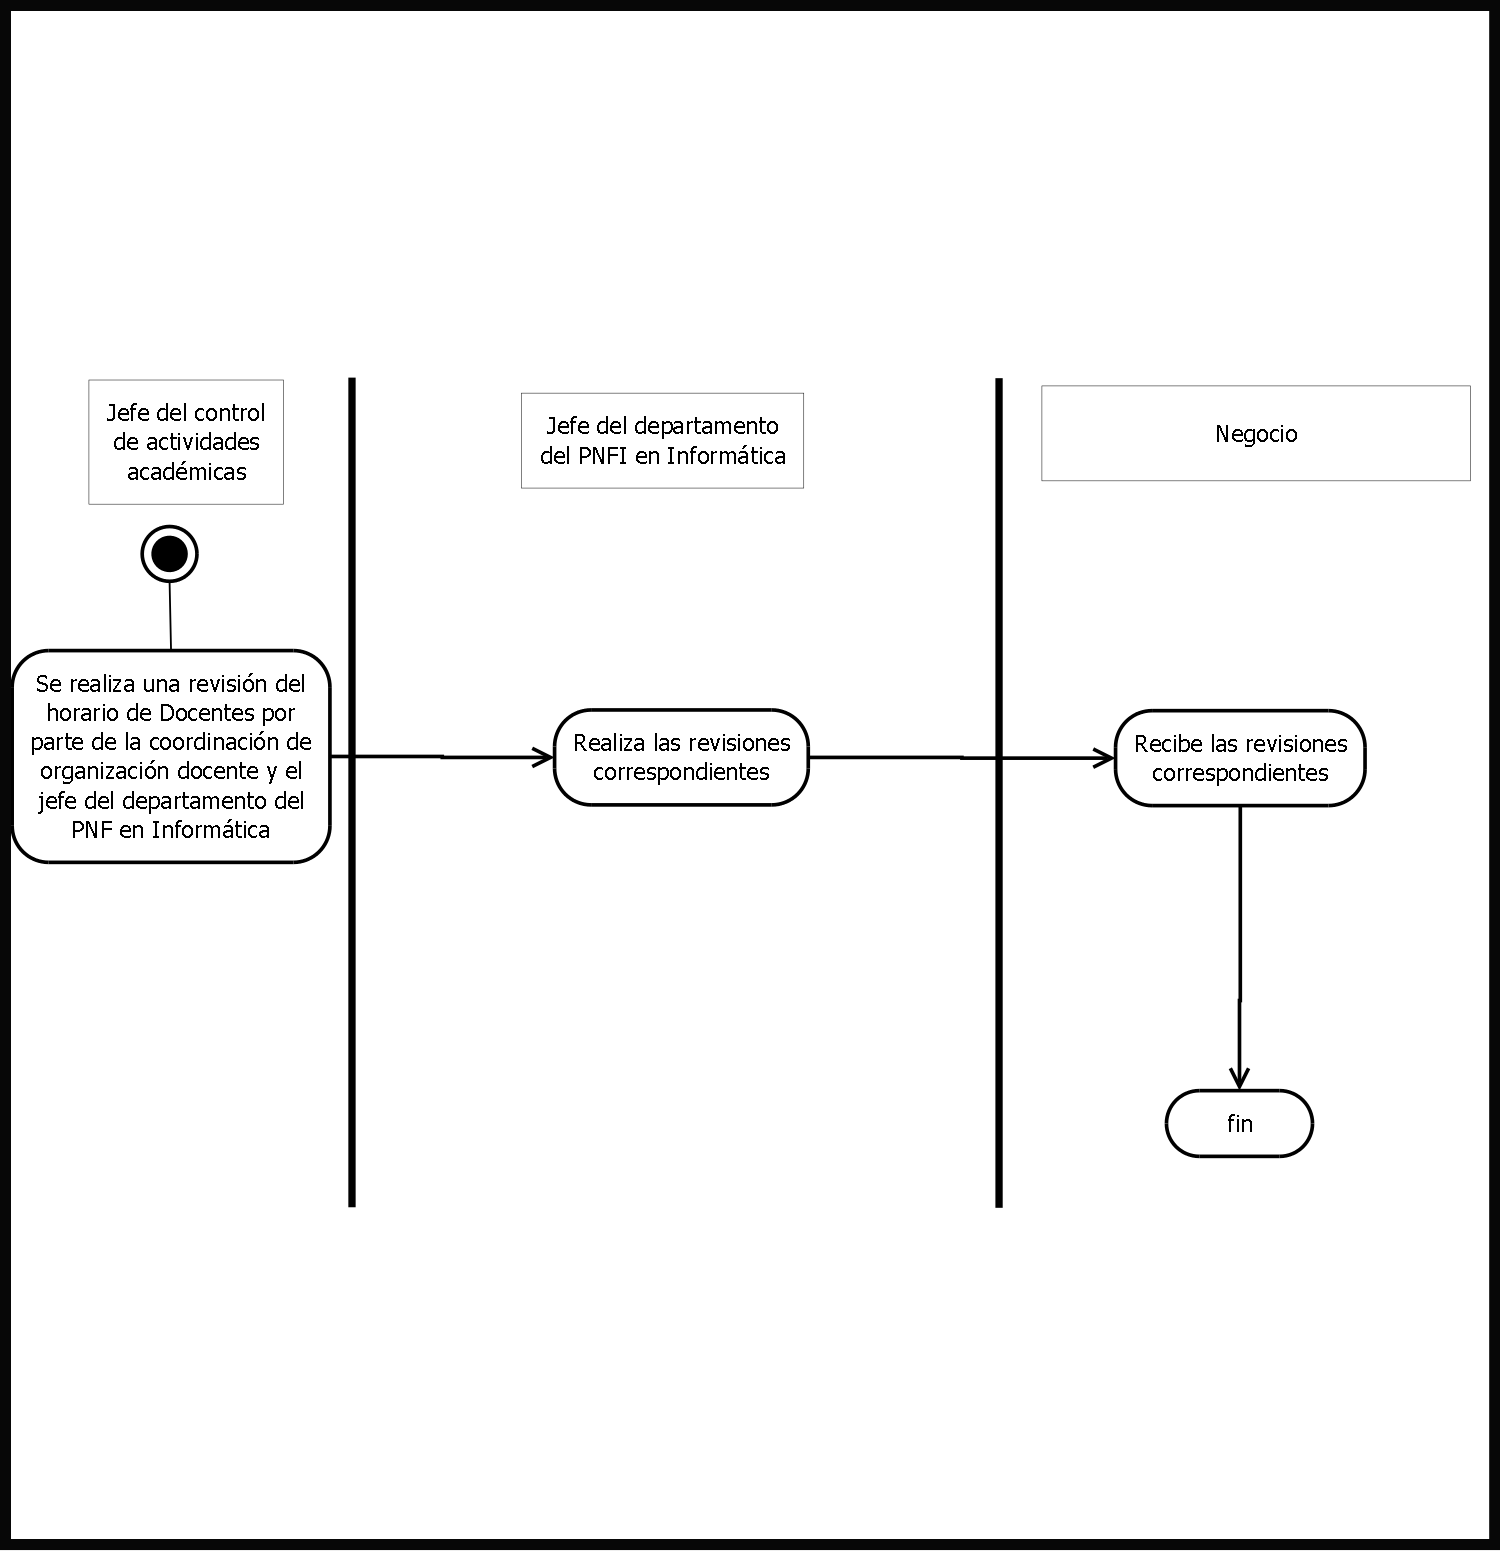 Jefe del control
de actividades
académicas
Jefe del departamento
del PNFI en Informática
Negocio
Se realiza una revisión del
horario de Docentes por
parte de la coordinación de
organización docente y el
jefe del departamento del
PNF en Informática
Realiza las revisiones
correspondientes
Recibe las revisiones
correspondientes
fin